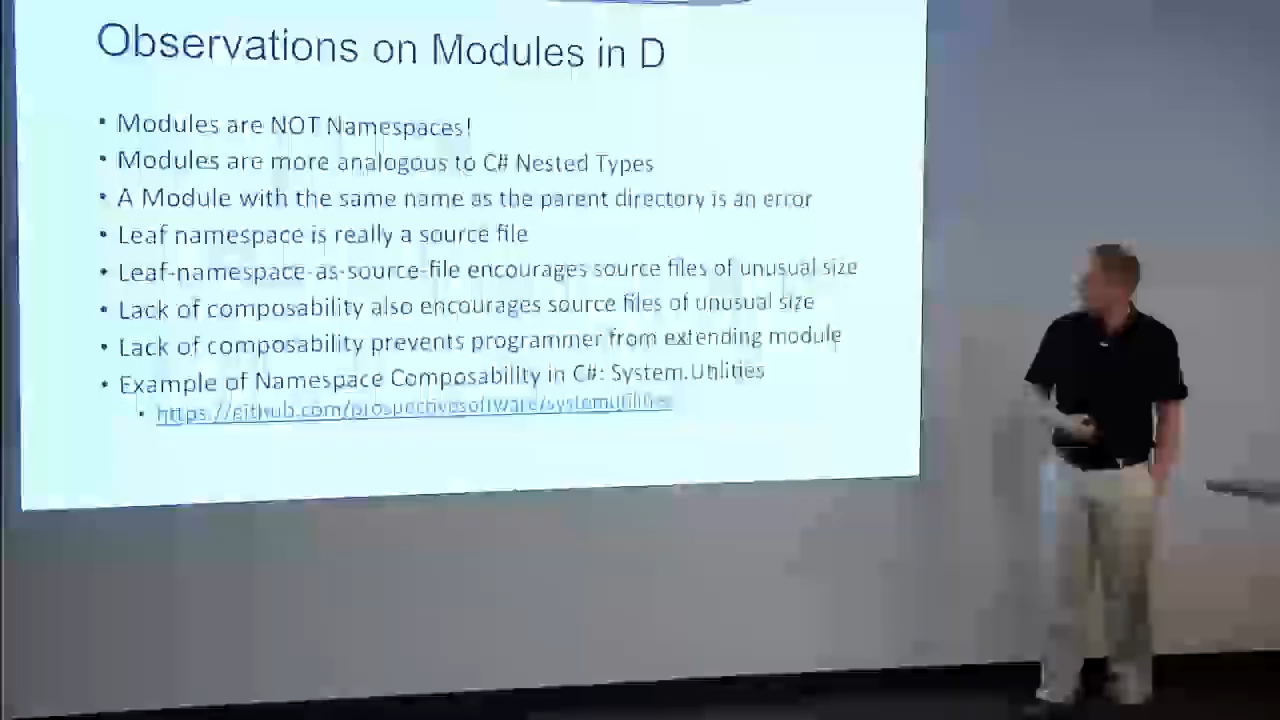 Observations on Modules in D
• Modules are NOT Namespaces!
• Modules are more analogous to C# Nested Types
• A Module with the same name as the parent directory is an error
• Leaf namespace is really a source file
• Leaf-namespace-as-source-file encourages source files of unusual size
• Lack of composability also encourages source files of unusual size
• Lack of composability prevents programmer from extending module
• Example of Namespace Composability in C#: System.Utilities
• https://github.com/prospectivesoftware/systemutilities